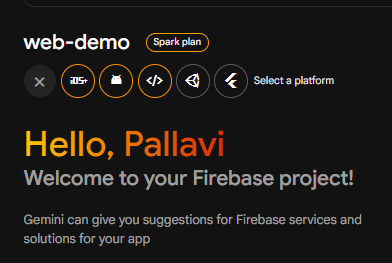 web-demo Spark plan
iOS+ </> Select a platform
Hello, Pallavi
Welcome to your Firebase project!
Gemini can give you suggestions for Firebase services and
solutions for your app